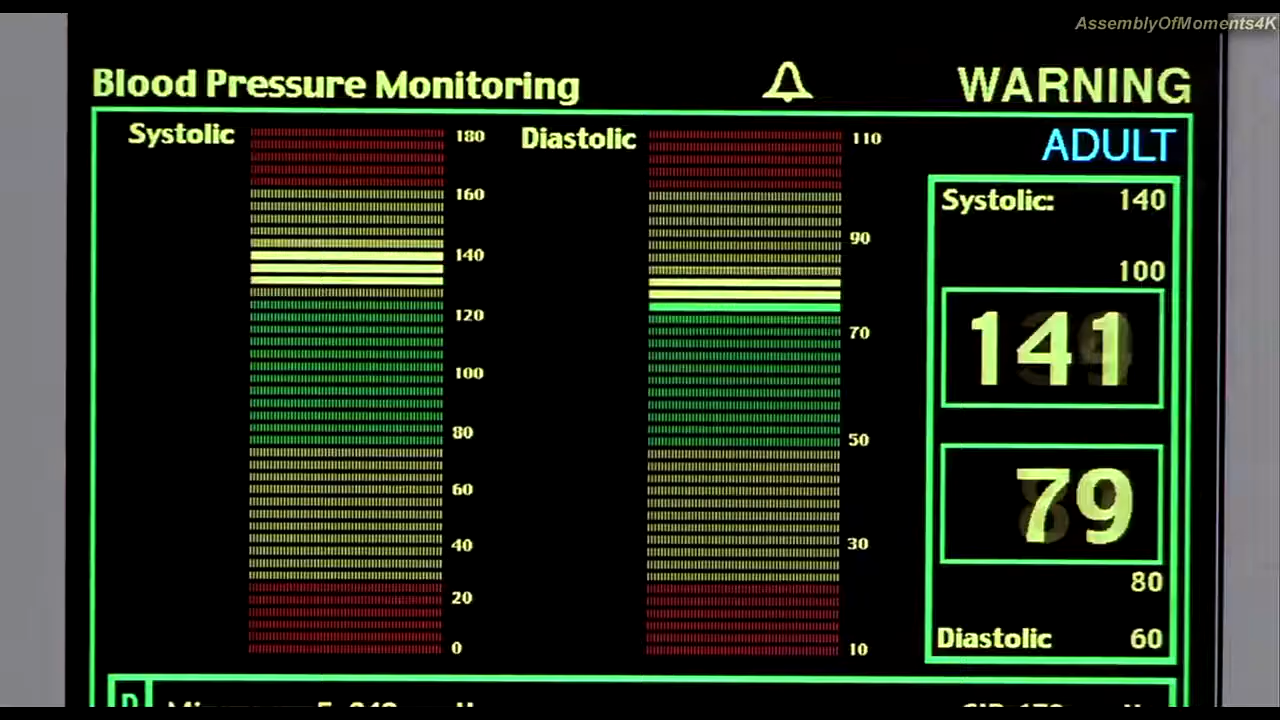 AssemblyOfMoments4K
Blood Pressure Monitoring
WARNING
Systolic
180
160
140
120
100
80
60
40
20
0
Diastolic
110
90
70
50
30
10
ADULT
Systolic: 140
100
141
79
80
Diastolic 60